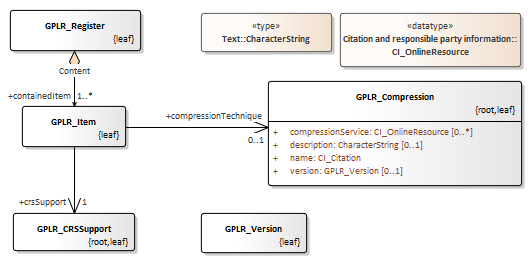 GPLR_Register
{leaf}
«type»
Text::CharacterString
«datatype»
Citation and responsible party information::
CI_OnlineResource
Content
+containedItem 1..*
GPLR_Item
{leaf}
+compressionTechnique
0..1
GPLR_Compression
{root,leaf}
+ compressionService: CI_OnlineResource [0..*]
+ description: CharacterString [0..1]
+ name: CI_Citation
+ version: GPLR_Version [0..1]
+crsSupport 1
GPLR_CRSSupport
{root,leaf}
GPLR_Version
{leaf}